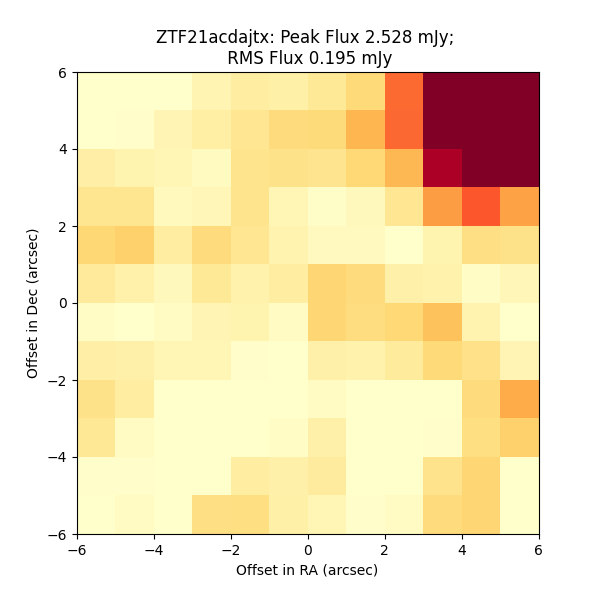 ZTF21acdajtx: Peak Flux 2.528 mJy;
RMS Flux 0.195 mJy
6
4
2
0
−2
−4
−6
Offset in Dec (arcsec)
−6 −4 −2 0 2 4 6
Offset in RA (arcsec)